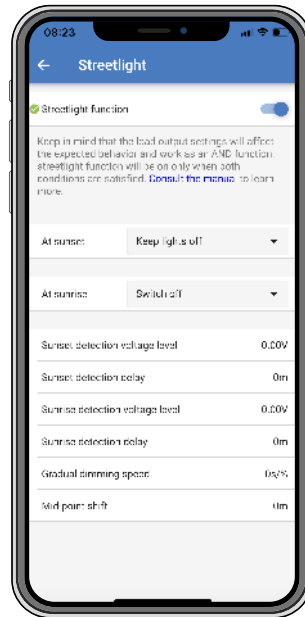 08:23
Streetlight
Streetlight function
Keep in mind that the load output settings will affect
the expected behavior and work as an AND function:
streetlight function will be on only when both
conditions are satisfied. Consult the manual to learn
more.
At sunset Keep lights off
At sunrise Switch off
Sunset detection voltage level 0.00V
Sunset detection delay 0m
Sunrise detection voltage level 0.00V
Sunrise detection delay 0m
Gradual dimming speed 0s/%
Mid point shift 0m